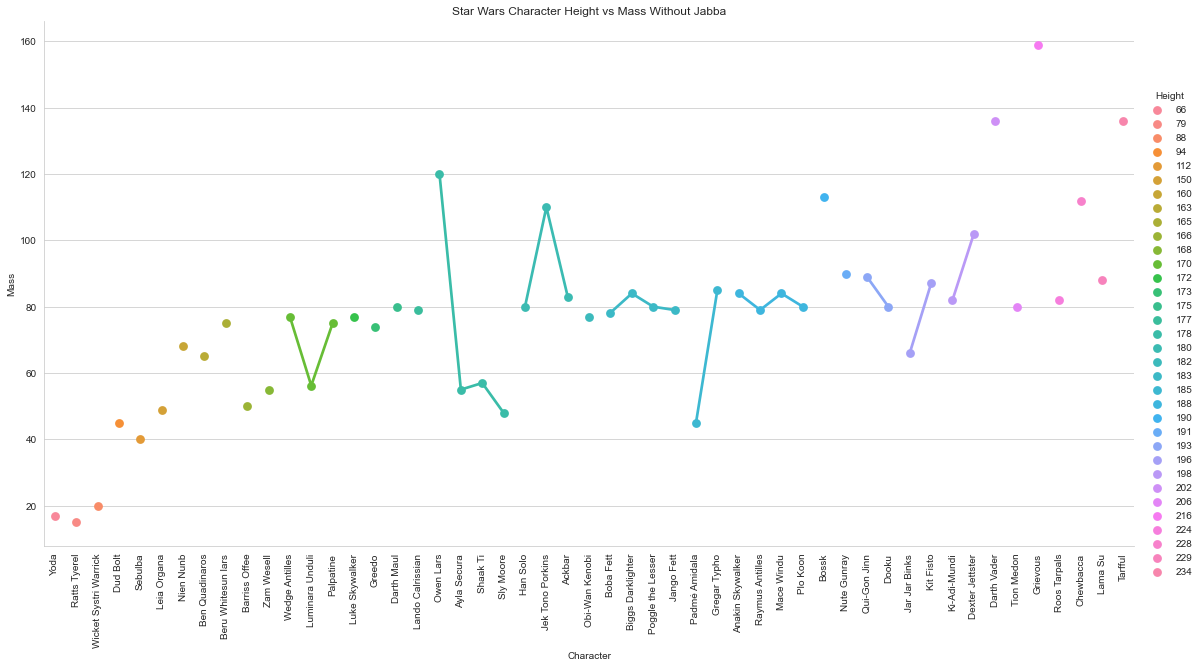 Star Wars Character Height vs Mass Without Jabba
Mass
160
140
120
100
80
60
40
20
Yoda
Ratts Tyerel
Wicket Systri Warrick
Dud Bolt
Sebulba
Leia Organa
Nien Nunb
Ben Quadinaros
Beru Whitesun lars
Barriss Offee
Zam Wesell
Wedge Antilles
Luminara Unduli
Palpatine
Luke Skywalker
Greedo
Darth Maul
Lando Calrissian
Owen Lars
Ayla Secura
Shaak Ti
Sly Moore
Han Solo
Jek Tono Porkins
Ackbar
Obi-Wan Kenobi
Boba Fett
Biggs Darklighter
Poggle the Lesser
Jango Fett
Padmé Amidala
Gregar Typho
Anakin Skywalker
Raymus Antilles
Mace Windu
Plo Koon
Bossk
Nute Gunray
Qui-Gon Jinn
Dooku
Jar Jar Binks
Kit Fisto
Ki-Adi-Mundi
Dexter Jettster
Darth Vader
Tion Medon
Grievous
Roos Tarpals
Chewbacca
Lama Su
Tarfful
Character
Height
66
79
88
94
112
150
160
163
165
166
168
170
172
173
175
177
178
180
182
183
185
188
190
191
193
196
198
202
206
216
224
228
229
234